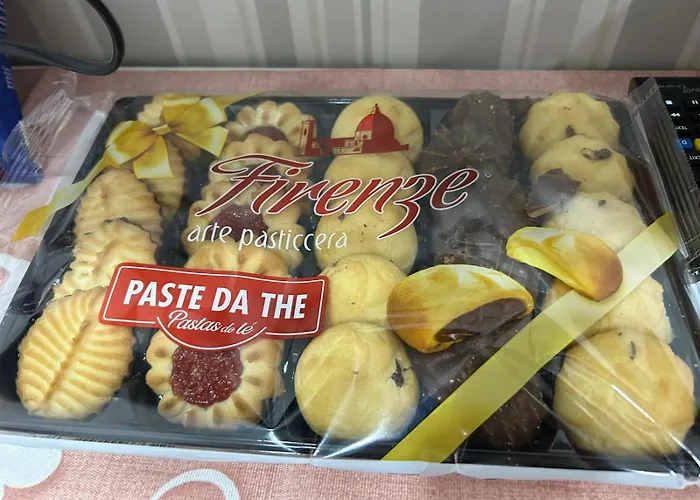 Firenze
arte pasticcera
PASTE DA THE
Pastas de té